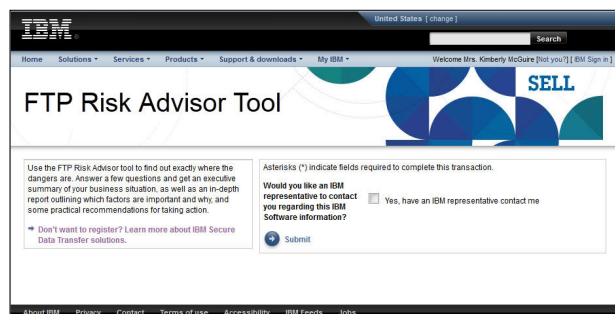 IBM
United States [ change ]
Search
Home Solutions Services Products Support & downloads My IBM Welcome Mrs. Kimberly McGuire [Not you?] [ IBM Sign in ]
SELL
FTP Risk Advisor Tool
Use the FTP Risk Advisor tool to find out exactly where the
dangers are. Answer a few questions and get an executive
summary of your business situation, as well as an in-depth
report outlining which factors are important and why, and
some practical recommendations for taking action.
Don't want to register? Learn more about IBM Secure
Data Transfer solutions.
Asterisks (*) indicate fields required to complete this transaction.
Would you like an IBM
representative to contact
you regarding this IBM
Software information?
Yes, have an IBM representative contact me
Submit
About IBM Privacy Contact Terms of use Accessibility IBM Feeds Jobs